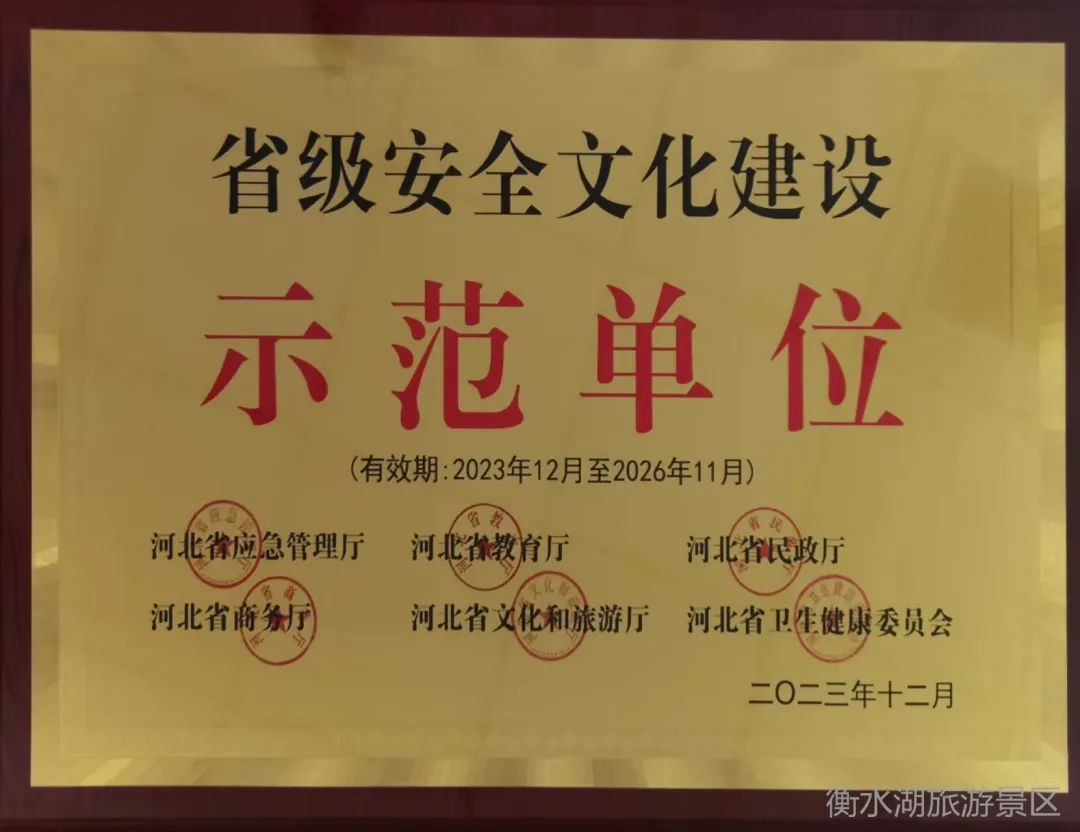 省级安全文化建设
示范单位
(有效期:2023年12月至2026年11月)
河北省应急管理厅 河北省教育厅 河北省民政厅
河北省商务厅 河北省文化和旅游厅 河北省卫生健康委员会
二〇二三年十二月
衡水湖旅游景区